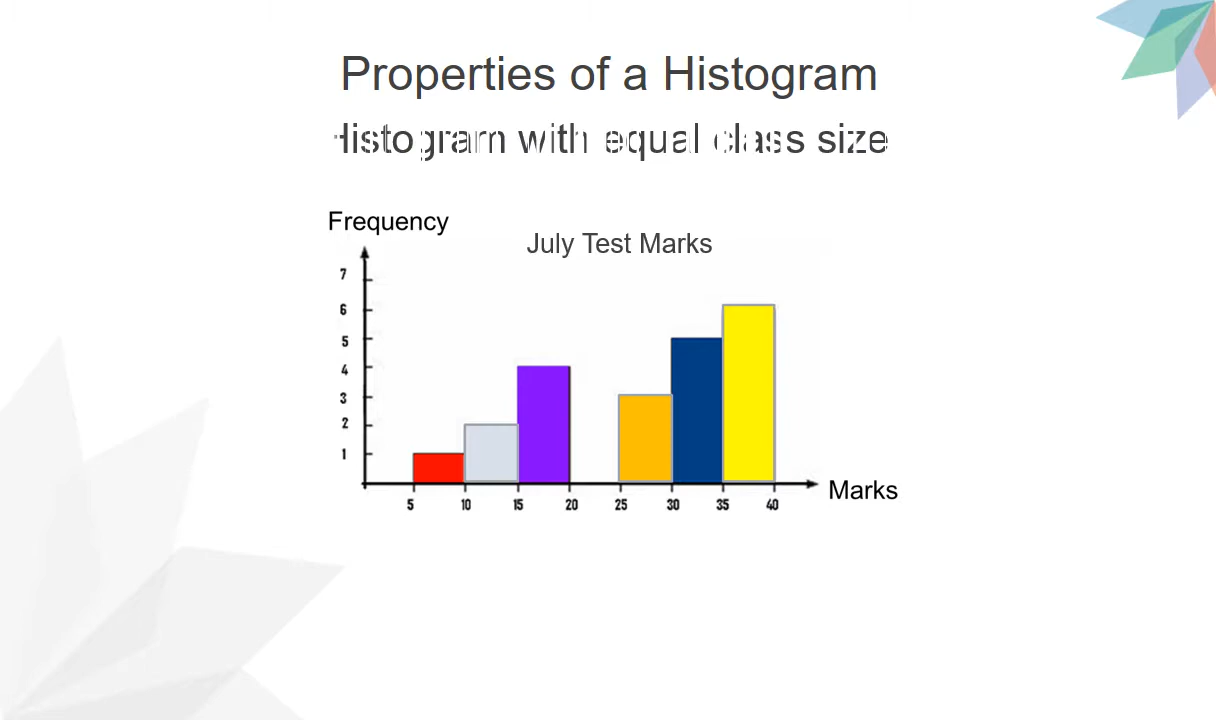 Properties of a Histogram
Histogram with equal class size
Frequency
July Test Marks
7
6
5
4
3
2
1
5 10 15 20 25 30 35 40
Marks